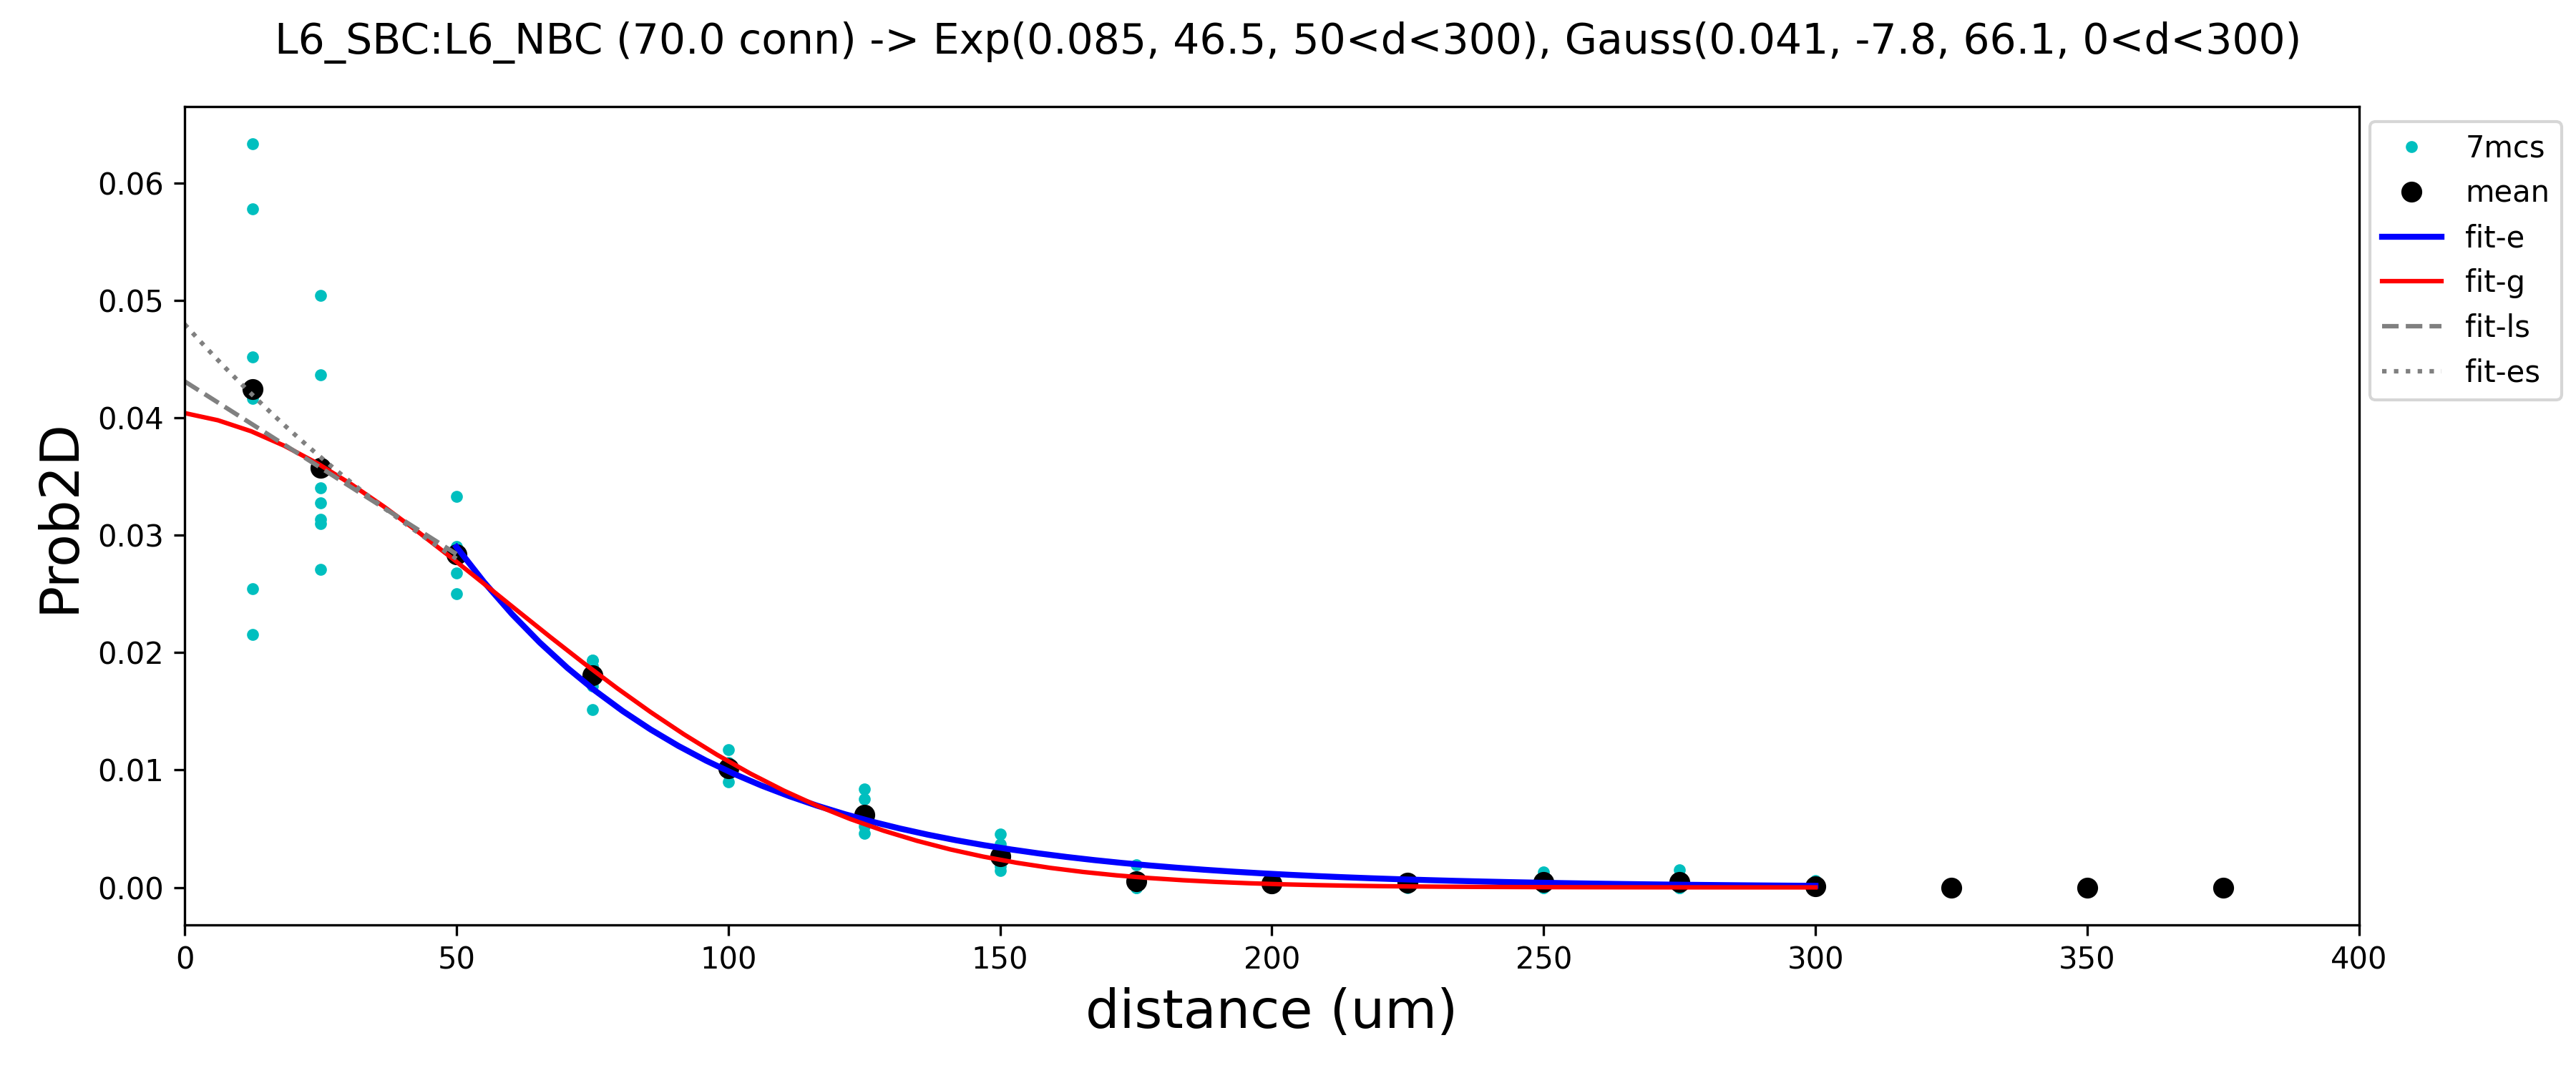 L6_SBC:L6_NBC (70.0 conn) -> Exp(0.085, 46.5, 50<d<300), Gauss(0.041, -7.8, 66.1, 0<d<300)
7mcs
mean
fit-e
fit-g
fit-ls
fit-es
Prob2D
0.06
0.05
0.04
0.03
0.02
0.01
0.00
0 50 100 150 200 250 300 350 400
distance (um)